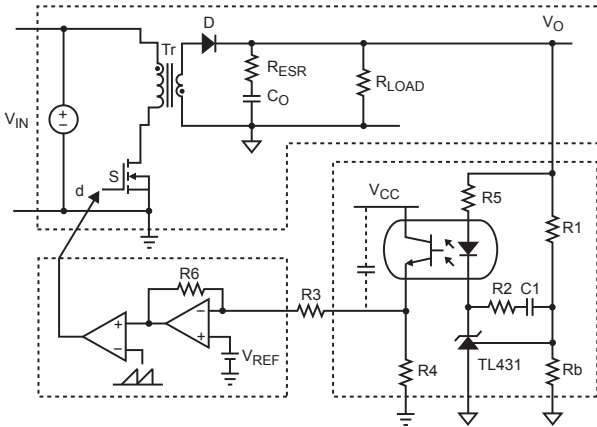 D
V_O
Tr
R_ESR
C_O
R_LOAD
V_IN
+
−
S
d
V_CC
R5
R1
R6
R3
R2
C1
+
−
+
−
+
V_REF
R4
TL431
Rb